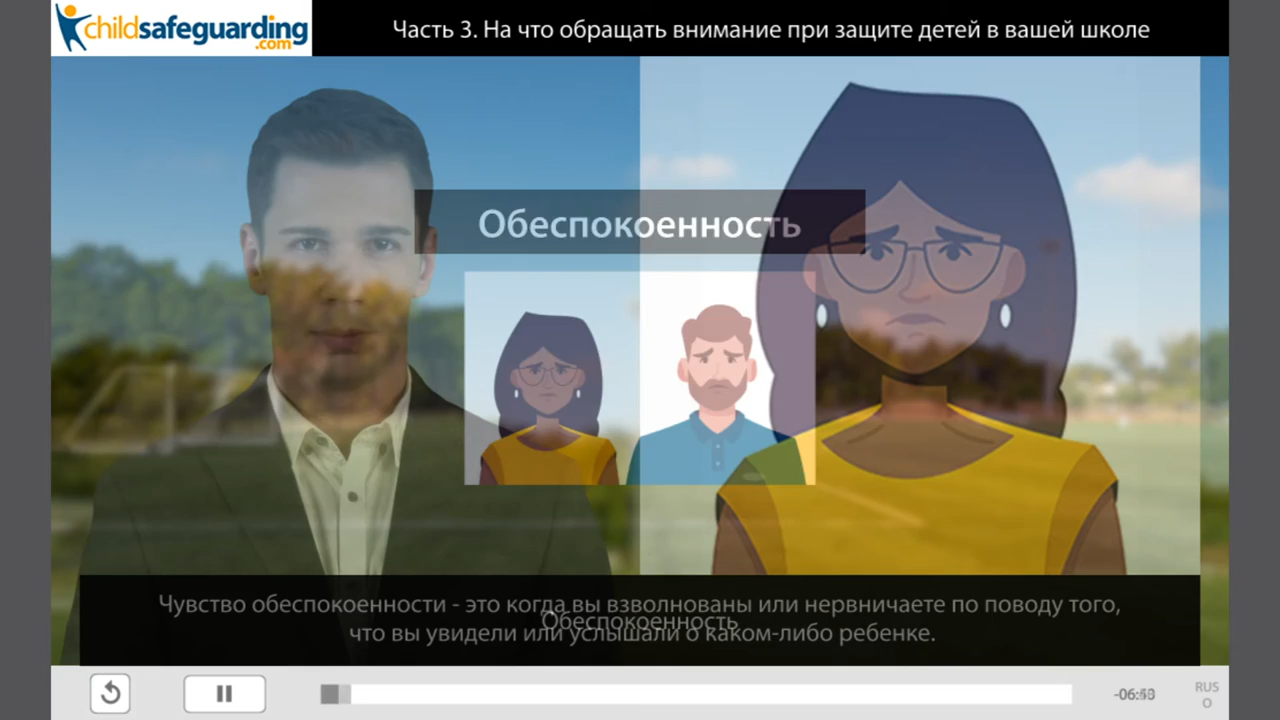 childsafeguarding
.com
Часть 3. На что обращать внимание при защите детей в вашей школе
Обеспокоенность
Чувство обеспокоенности - это когда вы взволнованы или нервничаете по поводу того,
Обеспокоенность
что вы увидели или услышали о каком-либо ребенке.
RUS